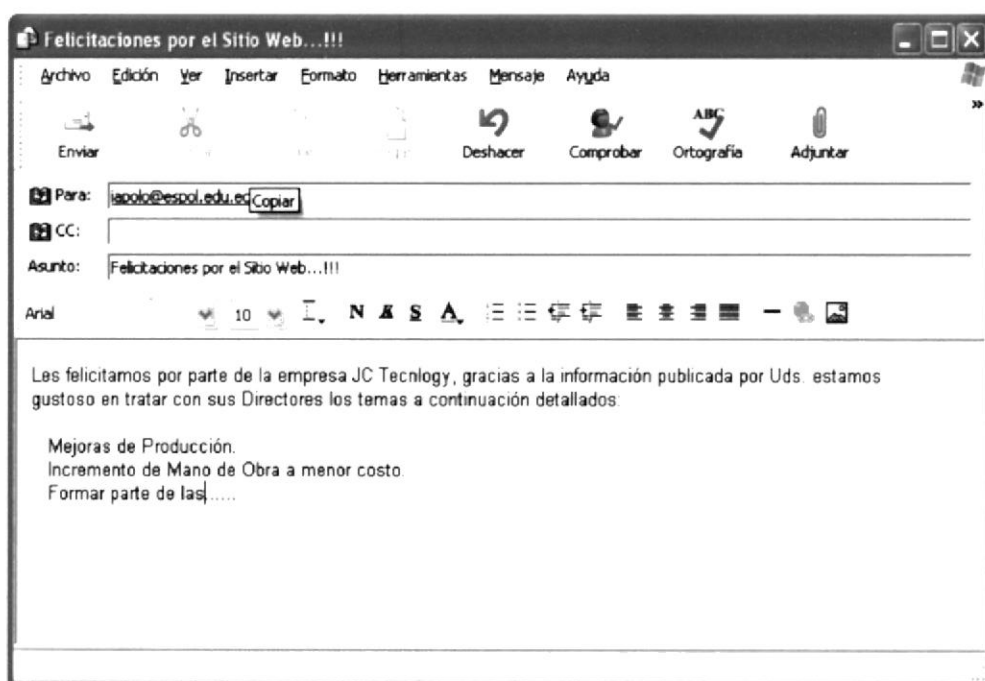 Felicitaciones por el Sitio Web...!!!
Archivo Edición Ver Insertar Formato Herramientas Mensaje Ayuda
»
Enviar Deshacer Comprobar ABC Ortografía Adjuntar
Para: iapolo@espol.edu.ec Copiar
CC:
Asunto: Felicitaciones por el Sitio Web...!!!
Arial 10 N K S A
Les felicitamos por parte de la empresa JC Tecnlogy, gracias a la información publicada por Uds. estamos
gustoso en tratar con sus Directores los temas a continuación detallados:
Mejoras de Producción.
Incremento de Mano de Obra a menor costo.
Formar parte de las......